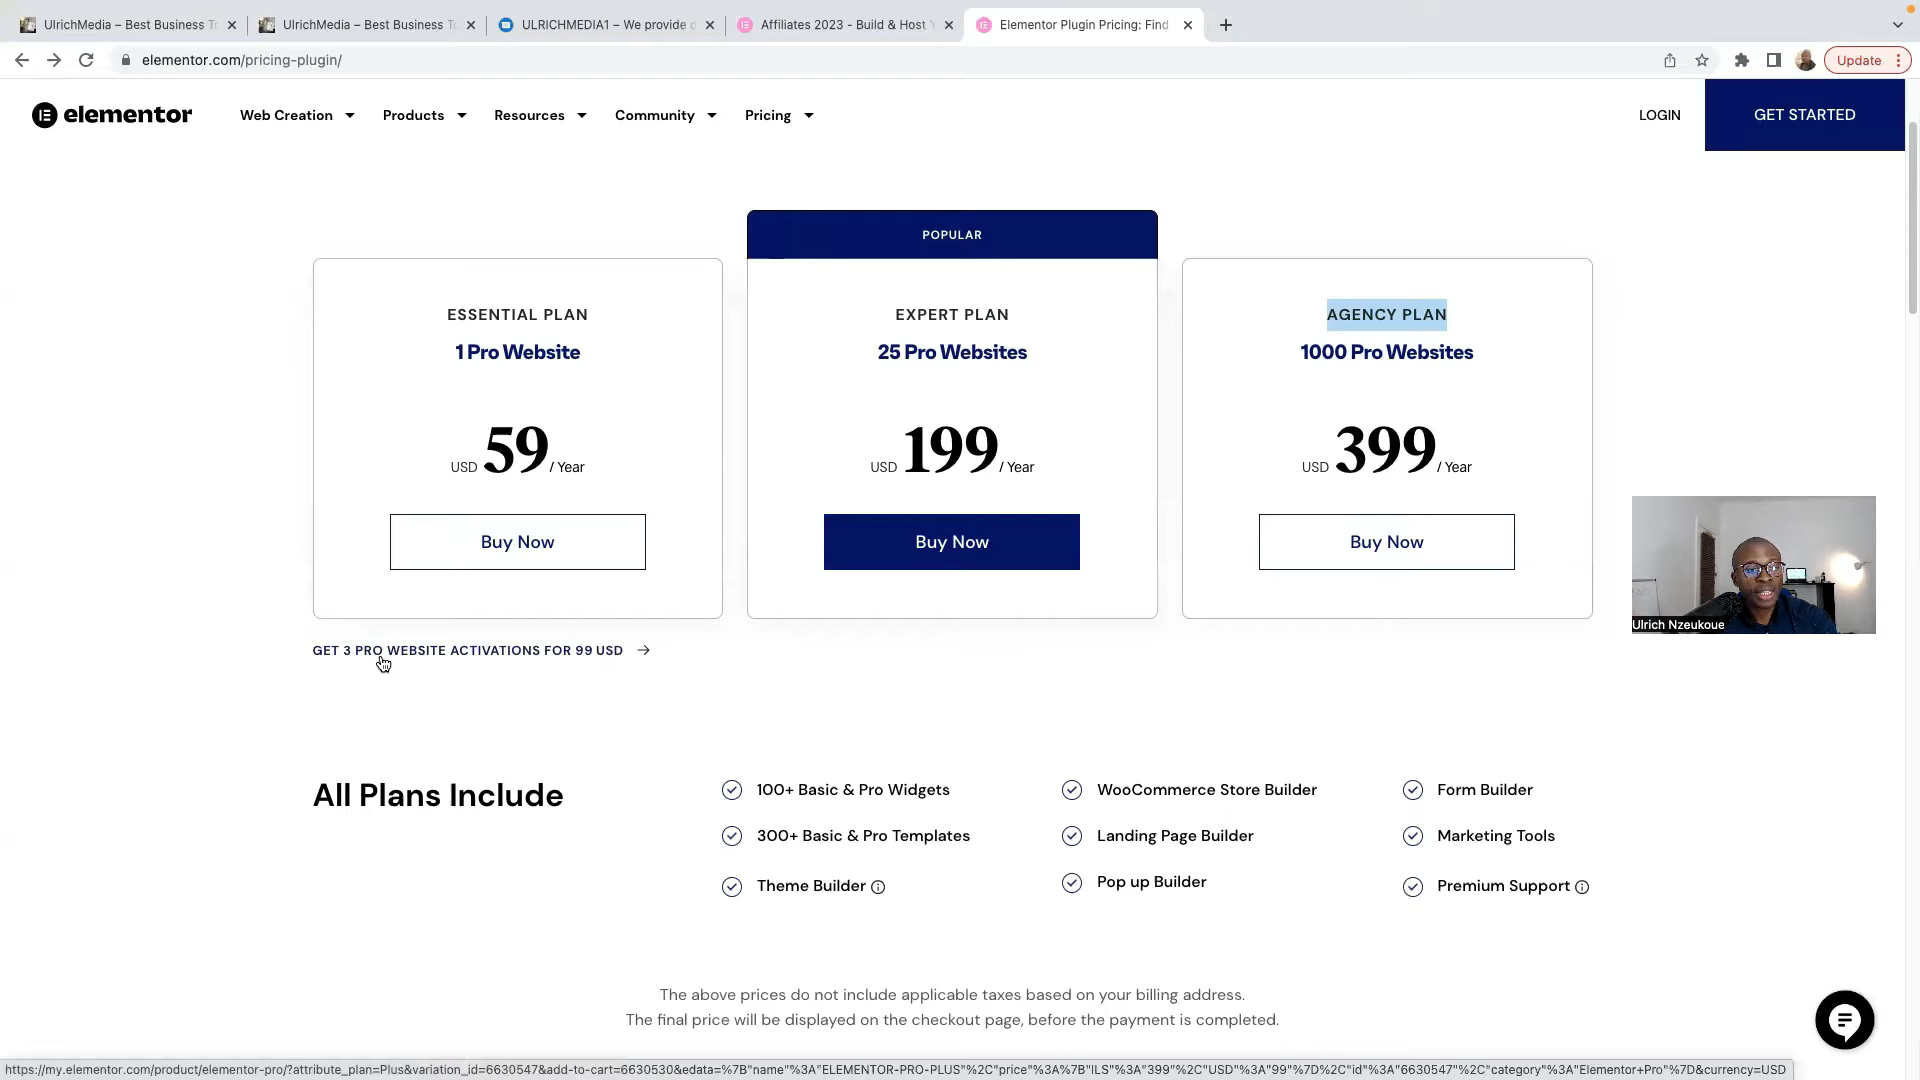 UlrichMedia – Best Business To
UlrichMedia – Best Business To
ULRICHMEDIA1 – We provide d
Affiliates 2023 - Build & Host Y
Elementor Plugin Pricing: Find
elementor.com/pricing-plugin/
Update
elementor
Web Creation
Products
Resources
Community
Pricing
LOGIN
GET STARTED
POPULAR
ESSENTIAL PLAN
1 Pro Website
USD 59 / Year
Buy Now
EXPERT PLAN
25 Pro Websites
USD 199 / Year
Buy Now
AGENCY PLAN
1000 Pro Websites
USD 399 / Year
Buy Now
GET 3 PRO WEBSITE ACTIVATIONS FOR 99 USD
Ulrich Nzeukoue
All Plans Include
100+ Basic & Pro Widgets
300+ Basic & Pro Templates
Theme Builder
WooCommerce Store Builder
Landing Page Builder
Pop up Builder
Form Builder
Marketing Tools
Premium Support
The above prices do not include applicable taxes based on your billing address.
The final price will be displayed on the checkout page, before the payment is completed.
https://my.elementor.com/product/elementor-pro/?attribute_plan=Plus&variation_id=6630547&add-to-cart=6630530&edata=%7B"name"%3A"ELEMENTOR-PRO-PLUS"%2C"price"%3A%7B"ILS"%3A"399"%2C"USD"%3A"99"%7D%2C"id"%3A"6630547"%2C"category"%3A"Elementor+Pro"%7D&currency=USD